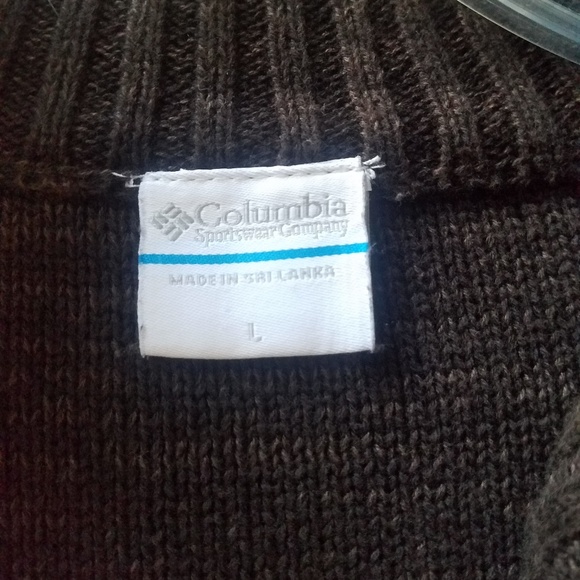 Columbia
Sportswear Company
MADE IN SRI LANKA
L